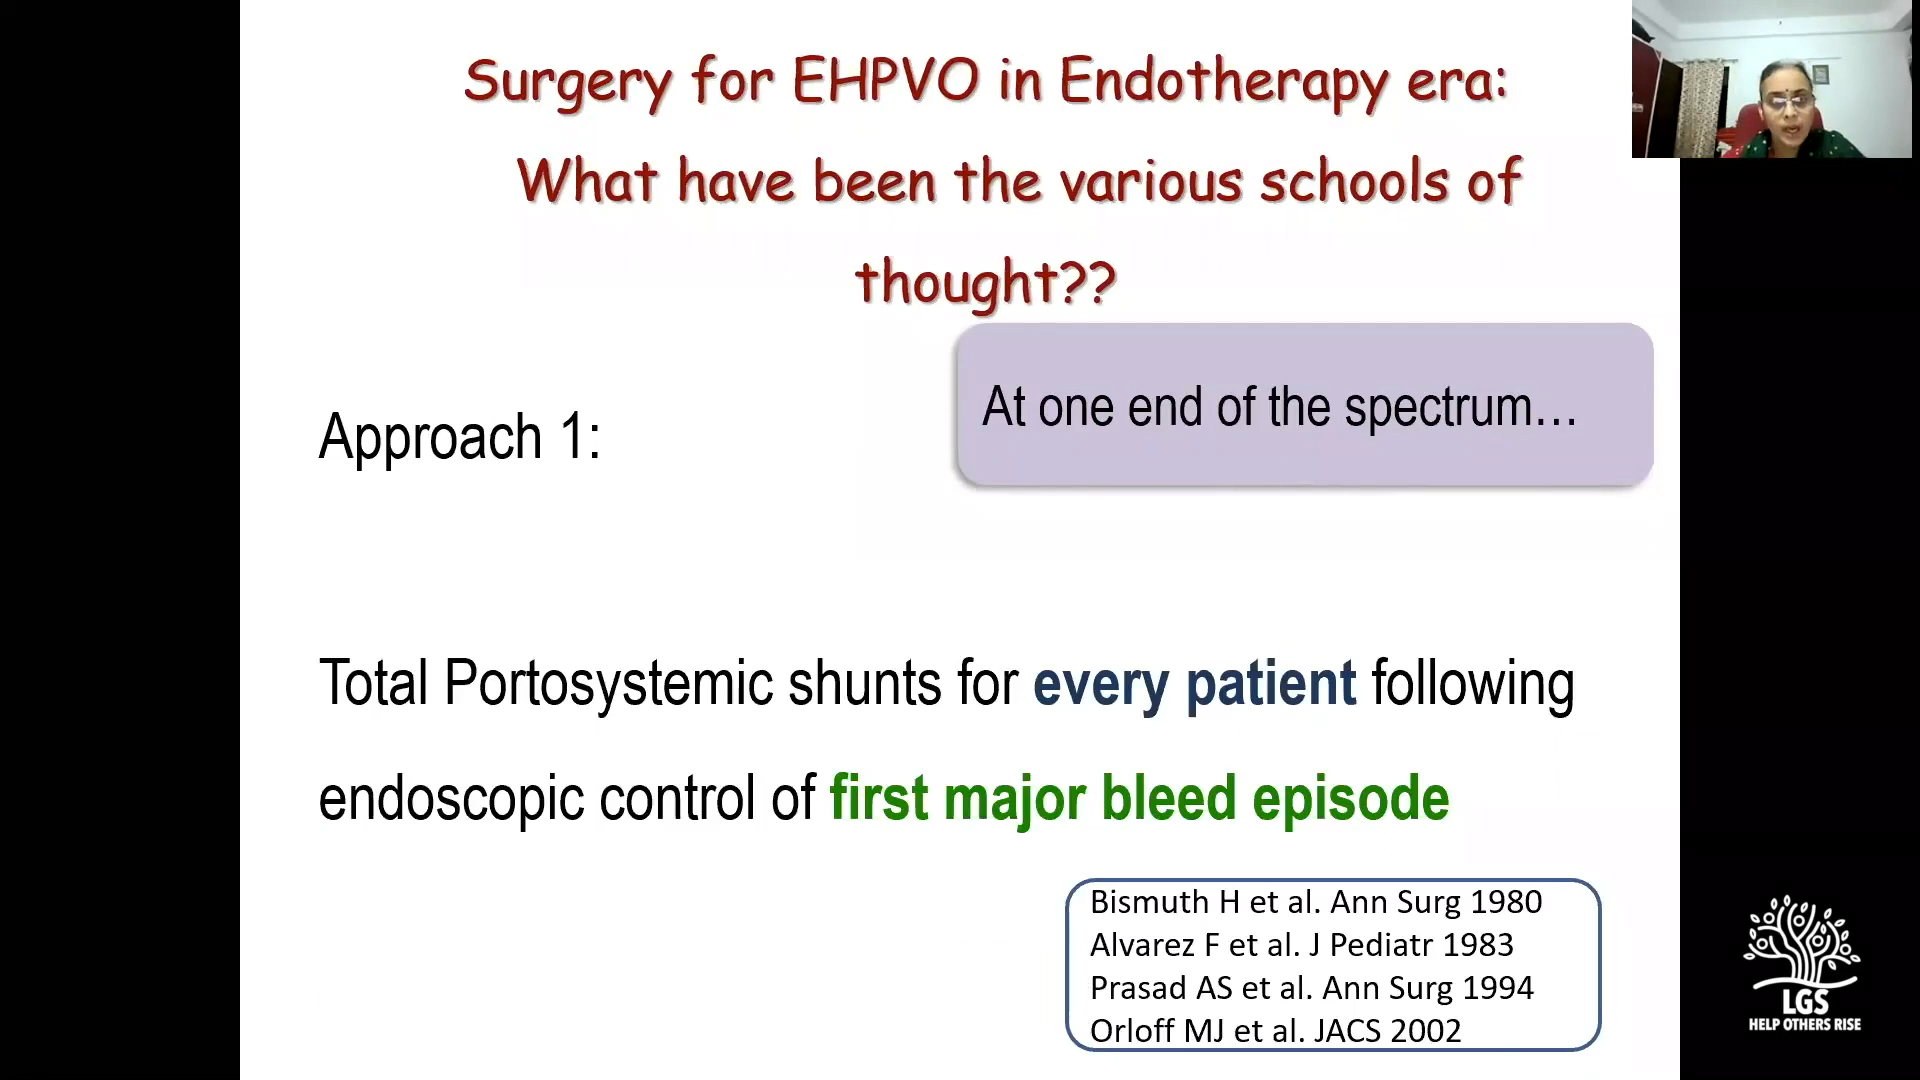 Surgery for EHPVO in Endotherapy era:
What have been the various schools of
thought??
At one end of the spectrum...
Approach 1:
Total Portosystemic shunts for every patient following
endoscopic control of first major bleed episode
Bismuth H et al. Ann Surg 1980
Alvarez F et al. J Pediatr 1983
Prasad AS et al. Ann Surg 1994
Orloff MJ et al. JACS 2002
LGS
HELP OTHERS RISE